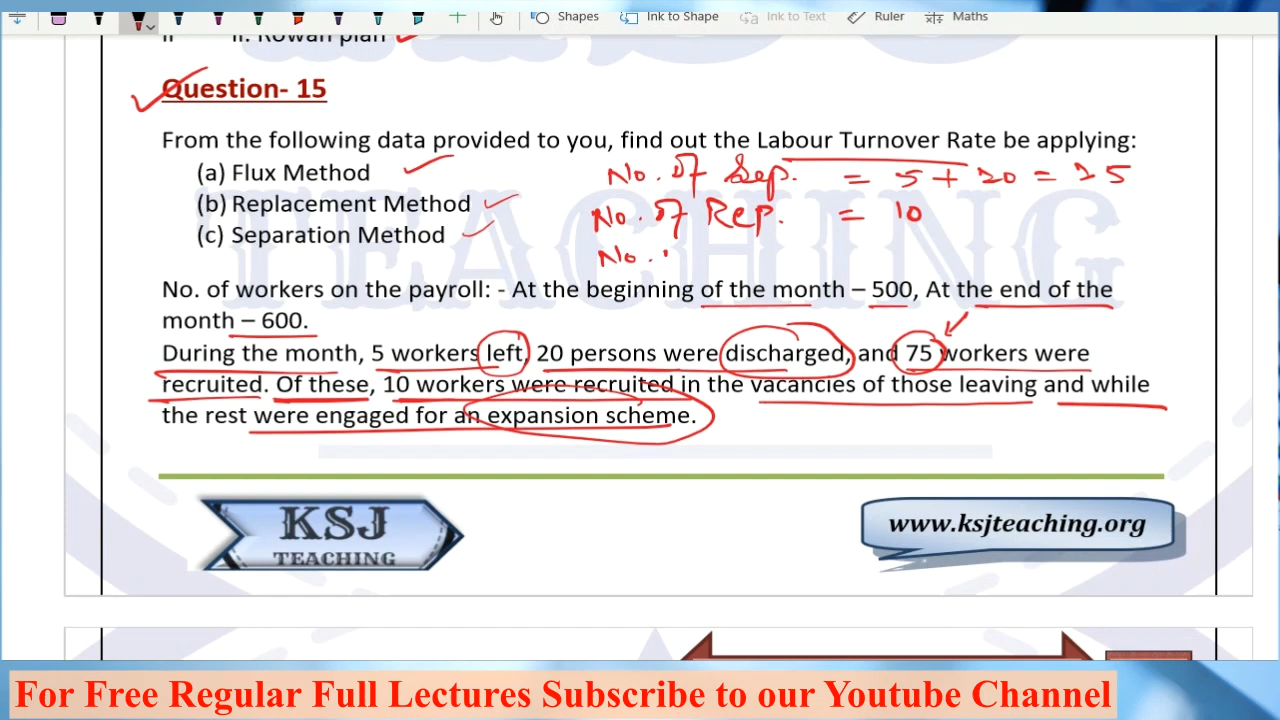 Shapes Ink to Shape Ink to Text Ruler Maths
ii ii. Rowan plan
Question- 15
From the following data provided to you, find out the Labour Turnover Rate be applying:
(a) Flux Method
No. of Sep. = 5 + 20 = 25
(b) Replacement Method
No. of Rep. = 10
(c) Separation Method
No.
No. of workers on the payroll: - At the beginning of the month – 500, At the end of the
month – 600.
During the month, 5 workers left, 20 persons were discharged, and 75 workers were
recruited. Of these, 10 workers were recruited in the vacancies of those leaving and while
the rest were engaged for an expansion scheme.
KSJ
TEACHING
www.ksjteaching.org
TEACHING
For Free Regular Full Lectures Subscribe to our Youtube Channel